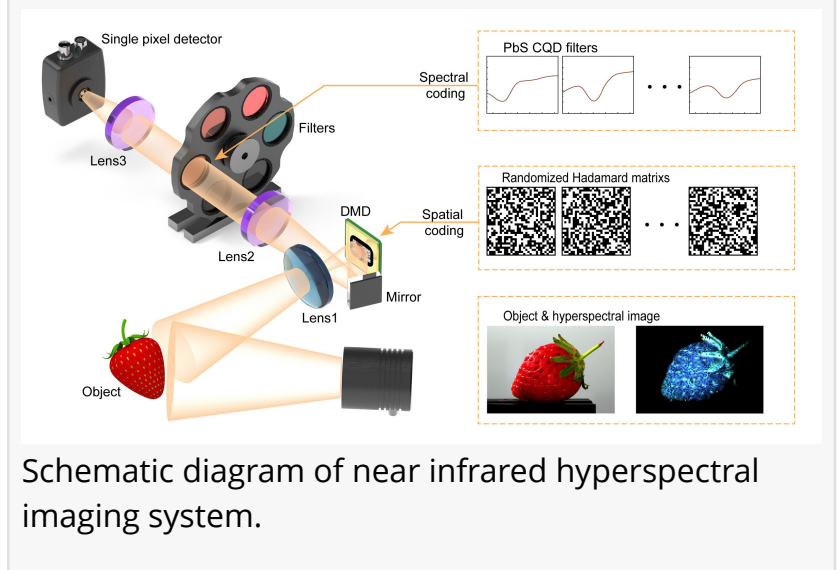 Single pixel detector
Lens3
Filters
Lens2
DMD
Mirror
Lens1
Object
Spectral
coding
PbS CQD filters
Spatial
coding
Randomized Hadamard matrixs
Object & hyperspectral image
Schematic diagram of near infrared hyperspectral
imaging system.